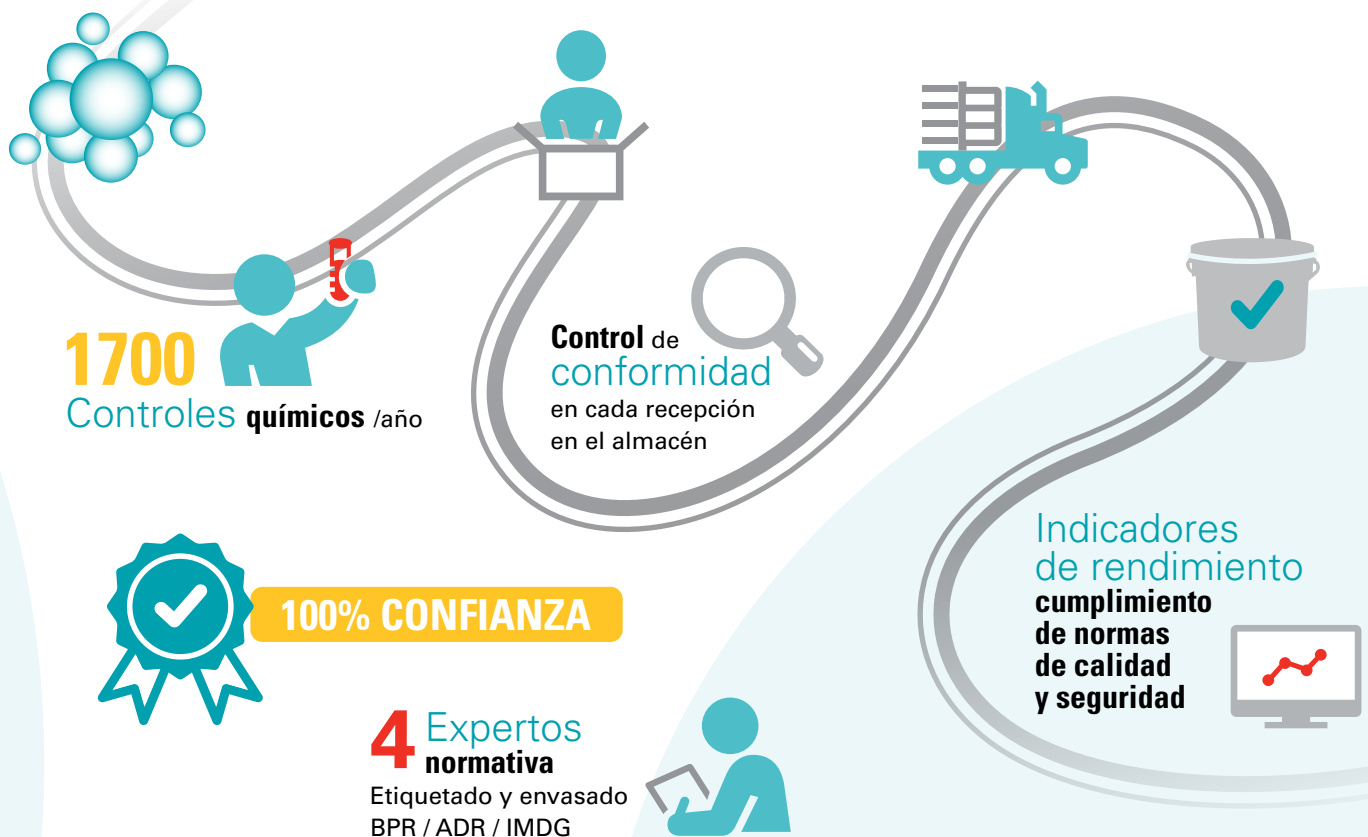 1700
Controles químicos /año
Control de
conformidad
en cada recepción
en el almacén
100% CONFIANZA
4 Expertos
normativa
Etiquetado y envasado
BPR / ADR / IMDG
Indicadores
de rendimiento
cumplimiento
de normas
de calidad
y seguridad